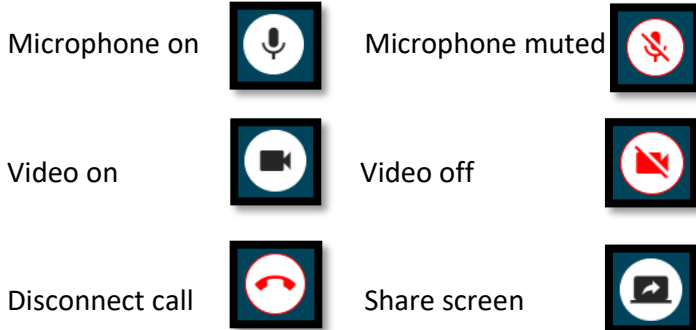 Microphone on Microphone muted
Video on Video off
Disconnect call Share screen